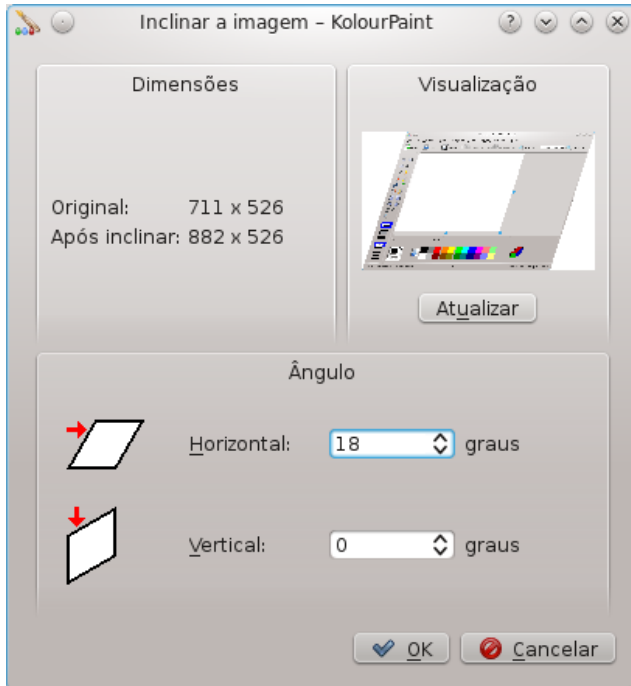 Inclinar a imagem – KolourPaint
Dimensões
Original: 711 x 526
Após inclinar: 882 x 526
Visualização
Atualizar
Ângulo
Horizontal: 18 graus
Vertical: 0 graus
OK
Cancelar